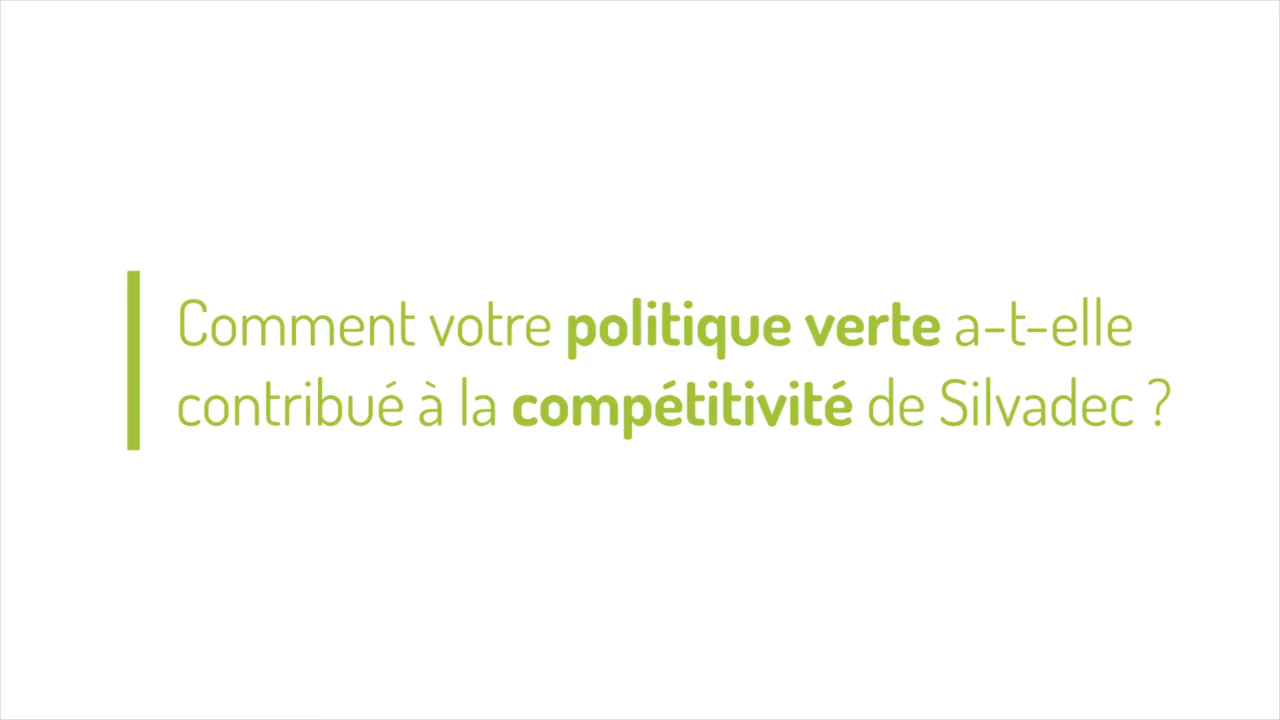 Comment votre politique verte a-t-elle
contribué à la compétitivité de Silvadec ?